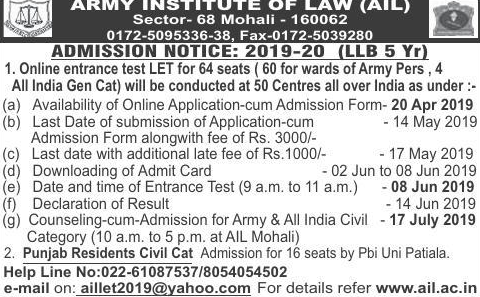 ARMY INSTITUTE OF LAW (AIL)
Sector- 68 Mohali - 160062
0172-5095336-38, Fax-0172-5039280
ADMISSION NOTICE: 2019-20 (LLB 5 Yr)
1. Online entrance test LET for 64 seats ( 60 for wards of Army Pers , 4
All India Gen Cat) will be conducted at 50 Centres all over India as under :-
(a) Availability of Online Application-cum Admission Form- 20 Apr 2019
(b) Last Date of submission of Application-cum - 14 May 2019
Admission Form alongwith fee of Rs. 3000/-
(c) Last date with additional late fee of Rs.1000/- - 17 May 2019
(d) Downloading of Admit Card - 02 Jun to 08 Jun 2019
(e) Date and time of Entrance Test (9 a.m. to 11 a.m.) - 08 Jun 2019
(f) Declaration of Result - 14 Jun 2019
(g) Counseling-cum-Admission for Army & All India Civil - 17 July 2019
Category (10 a.m. to 5 p.m. at AIL Mohali)
2. Punjab Residents Civil Cat Admission for 16 seats by Pbi Uni Patiala.
Help Line No:022-61087537/8054054502
e-mail on: aillet2019@yahoo.com For details refer www.ail.ac.in